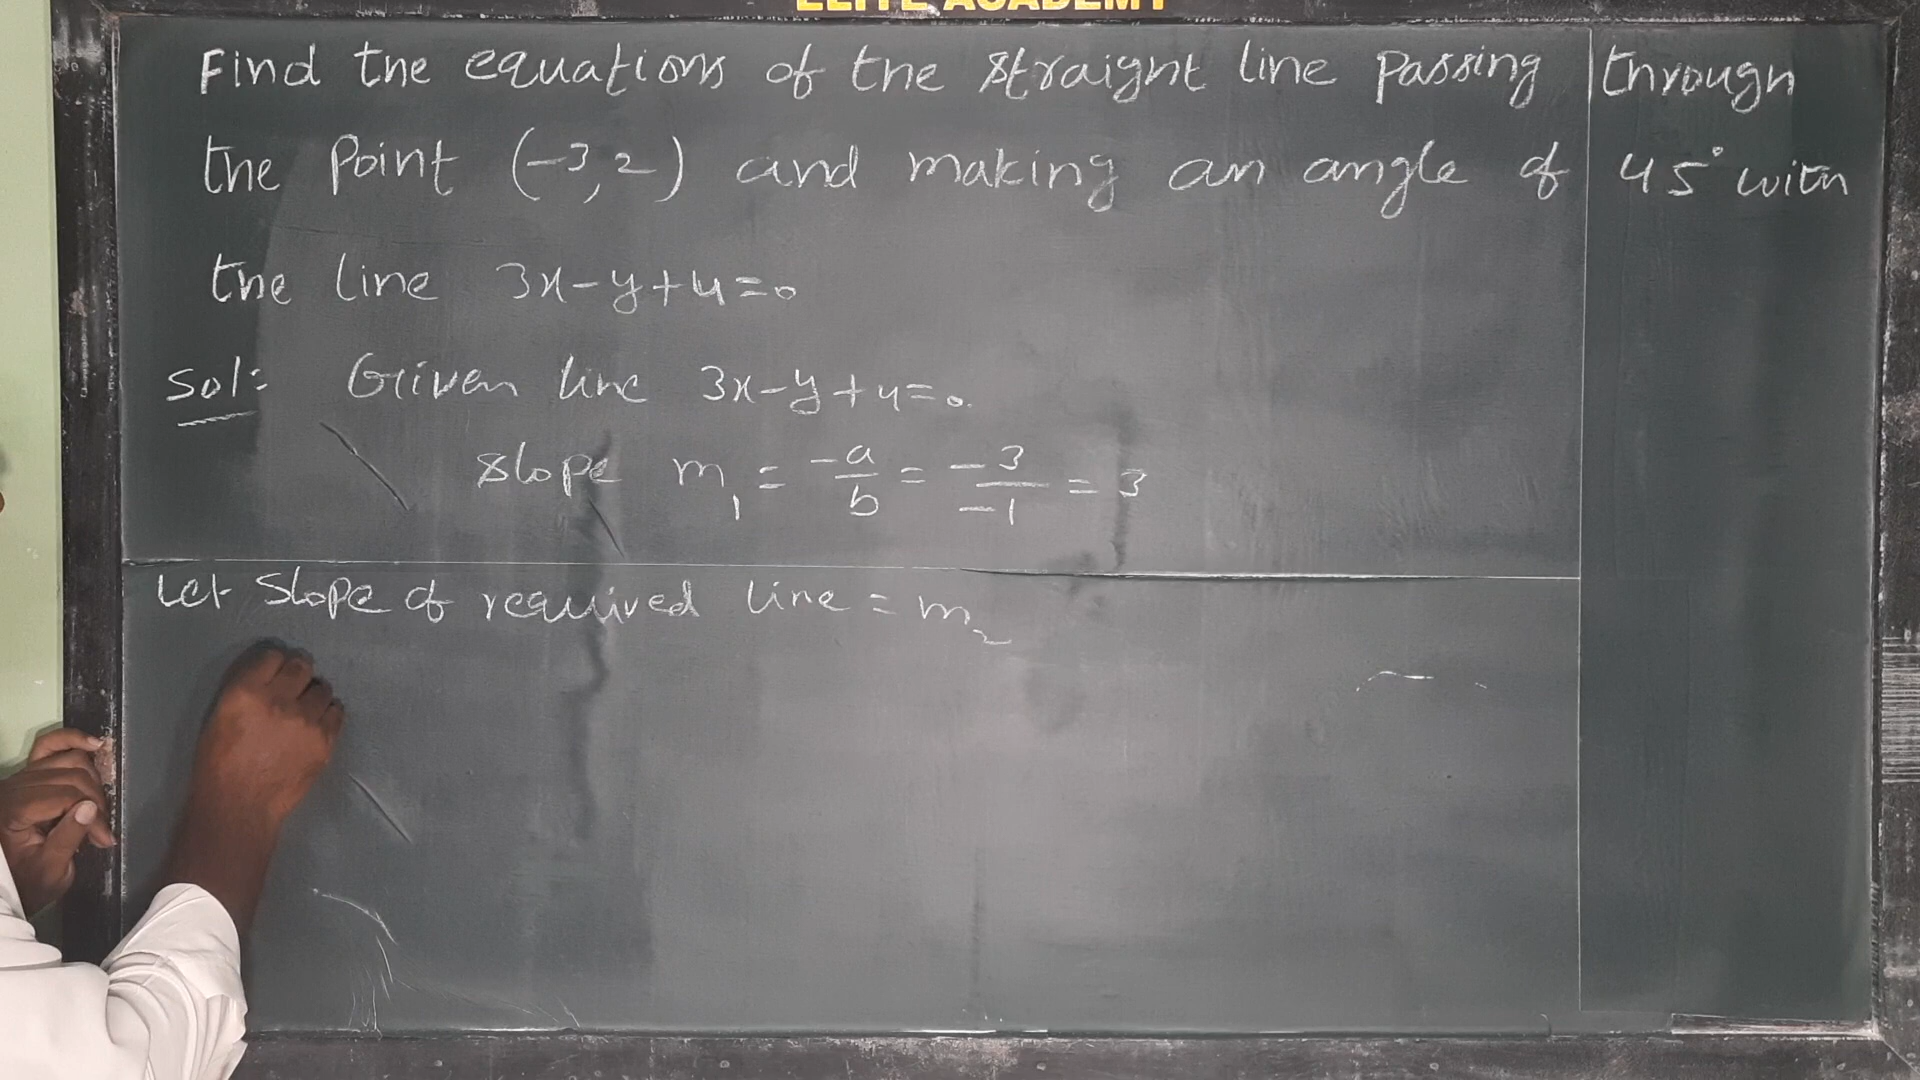 ELITE ACADEMY
Find the equations of the straight line passing through
the Point (-3,2) and making an angle of 45° with
the line 3x-y+4=0
Sol: Given line 3x-y+4=0.
slope m₁ = -a/b = -3/-1 = 3
Let Slope of required line = m₂